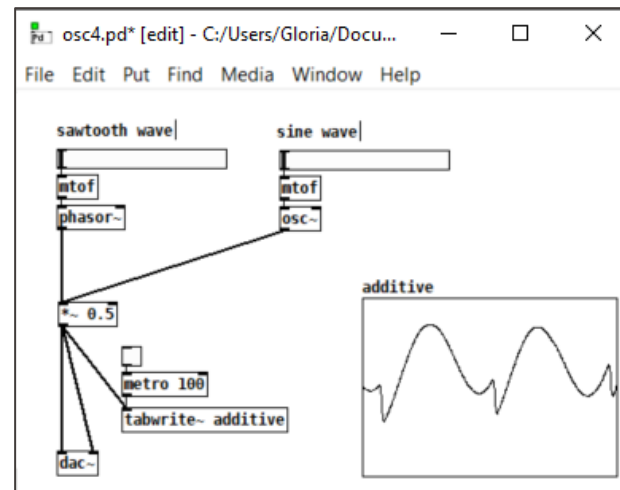 osc4.pd* [edit] - C:/Users/Gloria/Docu...
File Edit Put Find Media Window Help
sawtooth wave
sine wave
mtof
mtof
phasor~
osc~
additive
*~ 0.5
metro 100
tabwrite~ additive
dac~